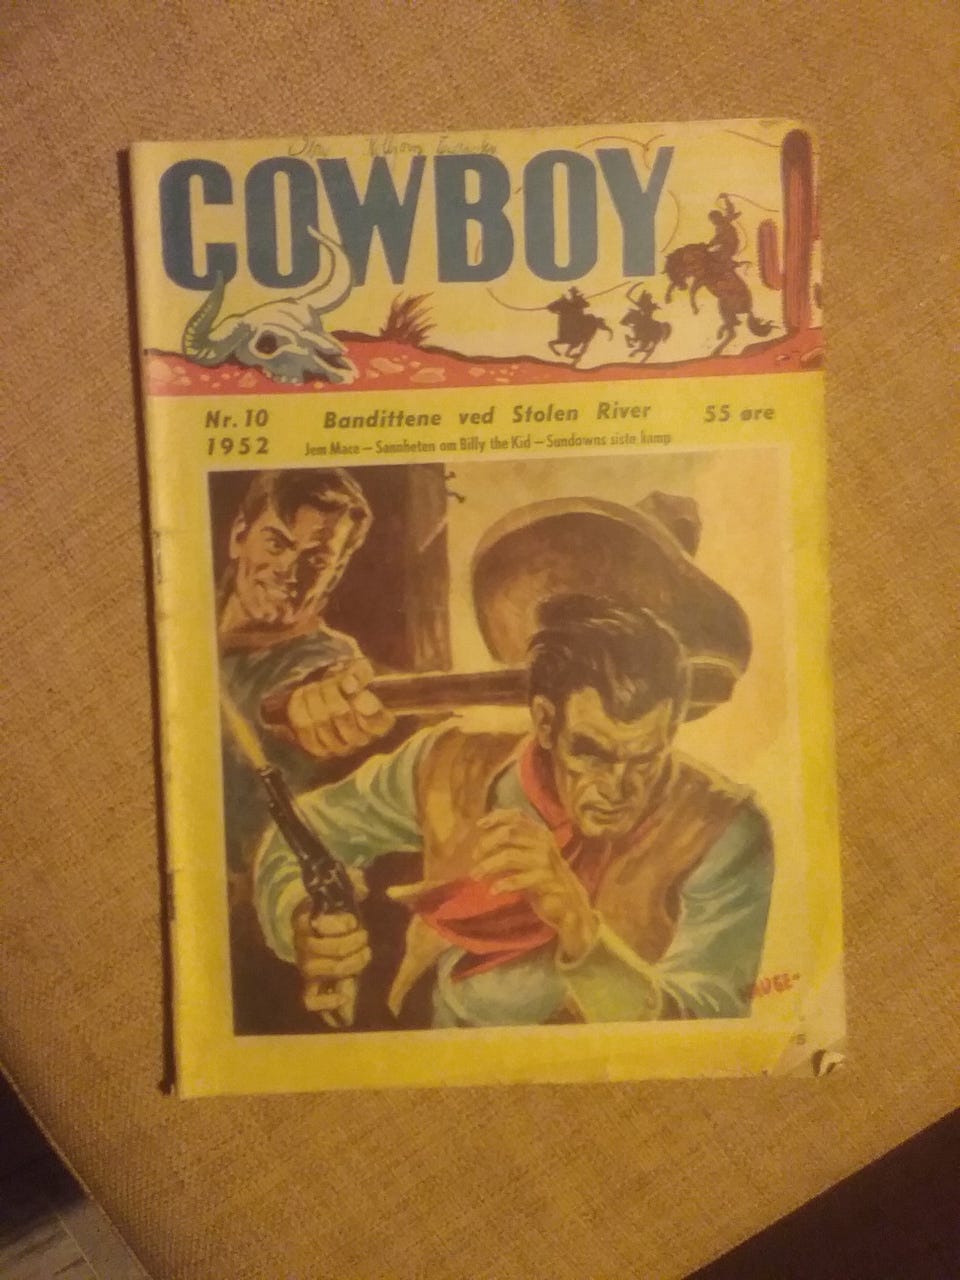 COWBOY
Nr. 10 Bandittene ved Stolen River 55 øre
1952 Jem Mace – Sannheten om Billy the Kid – Sundowns siste kamp